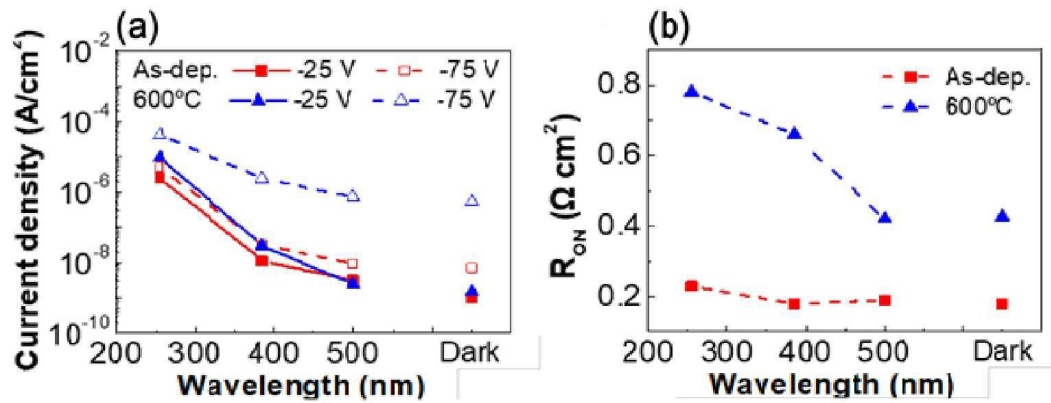 (a)
Current density (A/cm²)
10⁻²
10⁻⁴
10⁻⁶
10⁻⁸
10⁻¹⁰
As-dep. -25 V -75 V
600ºC -25 V -75 V
200 300 400 500 Dark
Wavelength (nm)
(b)
R_ON (Ω cm²)
0.8
0.6
0.4
0.2
As-dep.
600ºC
200 300 400 500 Dark
Wavelength (nm)